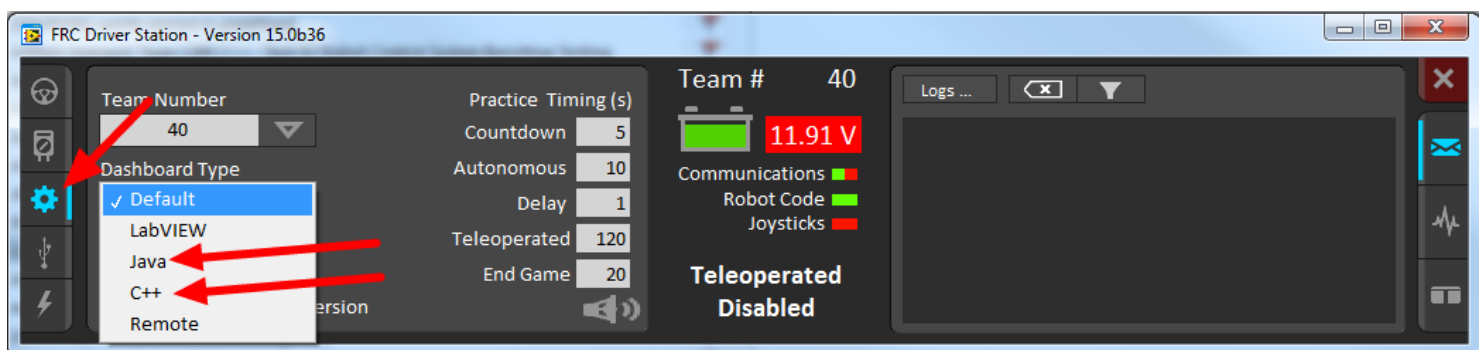 FRC Driver Station - Version 15.0b36
Team Number
40
Dashboard Type
✓ Default
LabVIEW
Java
C++
Remote
ersion
Practice Timing (s)
Countdown 5
Autonomous 10
Delay 1
Teleoperated 120
End Game 20
Team # 40
11.91 V
Communications
Robot Code
Joysticks
Teleoperated
Disabled
Logs ...